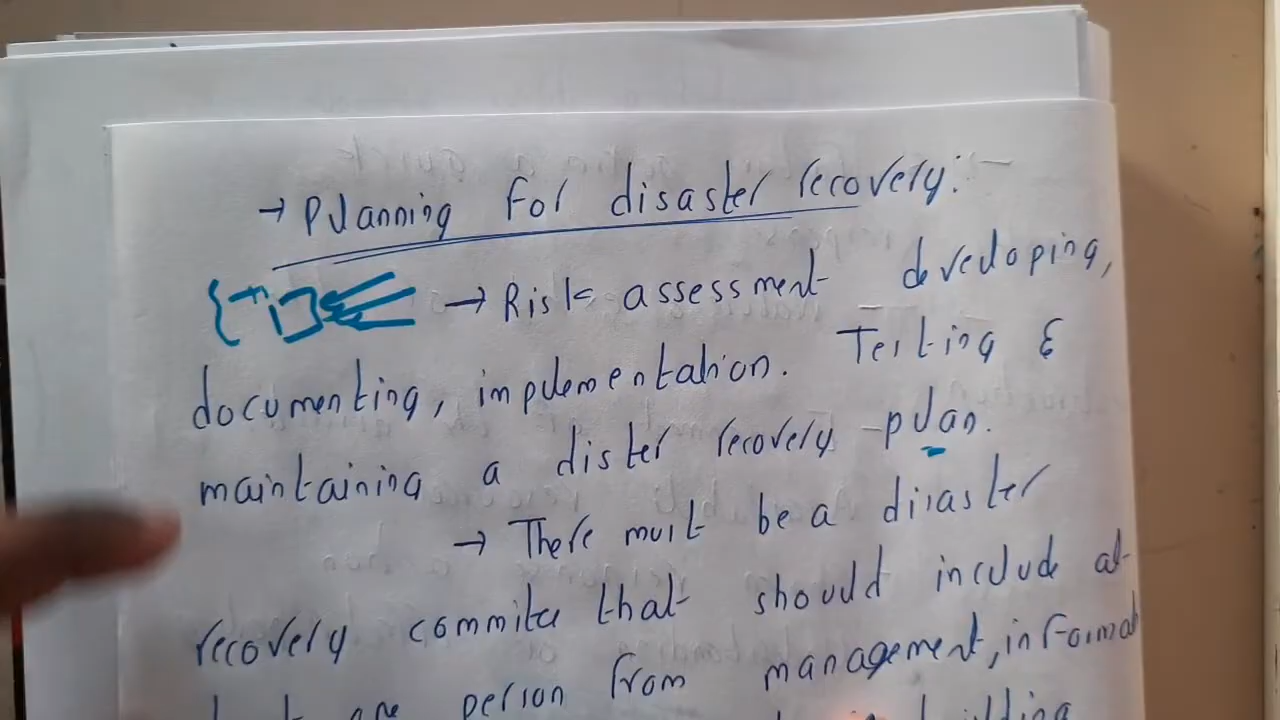 → Planning for disaster recovery:-
→ Risk assessment developing,
documenting, implementation. Testing &
maintaining a dister recovery plan.
→ There must be a disaster
recovery commitee that should include at-
person from management, informat